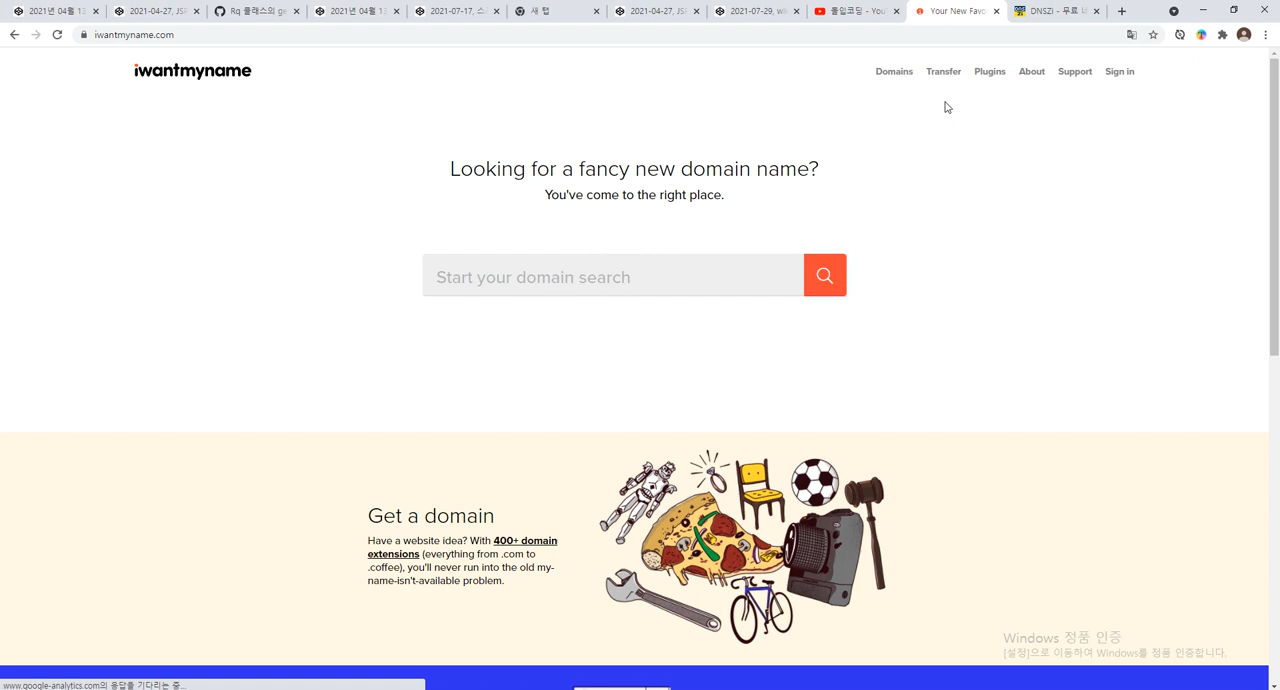 2021년 04월 13
2021-04-27, JSP
Rq 클래스의 ge
2021년 04월 13
2021-07-17, 스
새 탭
2021-04-27, JSP
2021-07-29, wik
돌입코딩 - YouT
Your New Favo
DNSZi - 무료 네
iwantmyname.com
iwantmyname
Domains Transfer Plugins About Support Sign in
Looking for a fancy new domain name?
You've come to the right place.
Start your domain search
Get a domain
Have a website idea? With 400+ domain
extensions (everything from .com to
.coffee), you'll never run into the old my-
name-isn't-available problem.
Windows 정품 인증
[설정]으로 이동하여 Windows를 정품 인증합니다.
www.google-analytics.com의 응답을 기다리는 중...